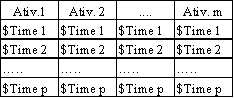 Ativ.1 Ativ. 2 .... Ativ. m
$Time 1 $Time 1 $Time 1 $Time 1
$Time 2 $Time 2 $Time 2 $Time 2
..... ..... ..... .....
$Time p $Time p $Time p $Time p